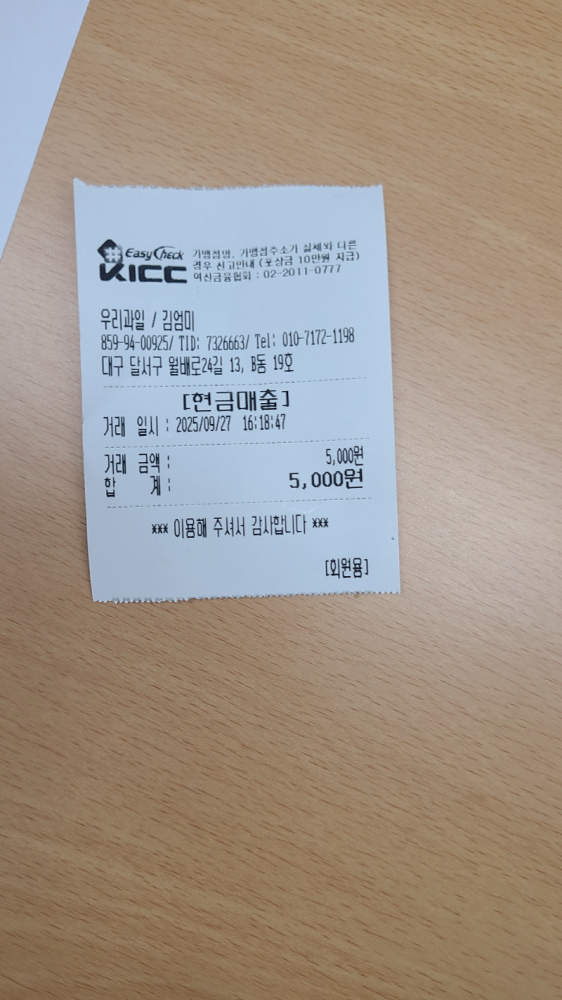 EasyCheck
KICC
가맹점명, 가맹점주소가 실제와 다른
경우 신고안내 (포상금 10만원 지급)
여신금융협회 : 02-2011-0777
우리과일 / 김엄미
859-94-00925/ TID: 7326663/ Tel: 010-7172-1198
대구 달서구 월배로24길 13, B동 19호
[현금매출]
거래 일시 : 2025/09/27 16:18:47
거래 금액 : 5,000원
합 계 : 5,000원
*** 이용해 주셔서 감사합니다 ***
[회원용]